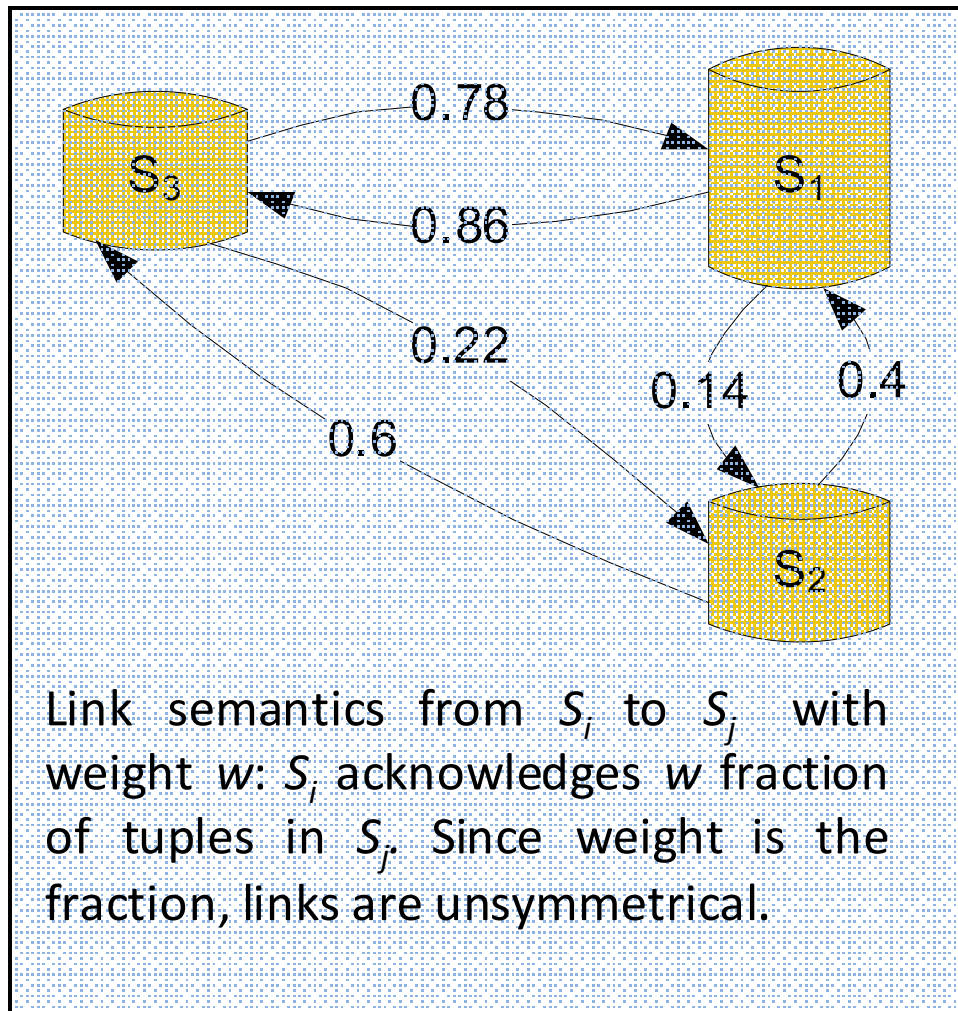 0.78
S₃
S₁
0.86
0.22
0.14
0.4
0.6
S₂
Link semantics from Sᵢ to Sⱼ with
weight w: Sᵢ acknowledges w fraction
of tuples in Sⱼ. Since weight is the
fraction, links are unsymmetrical.